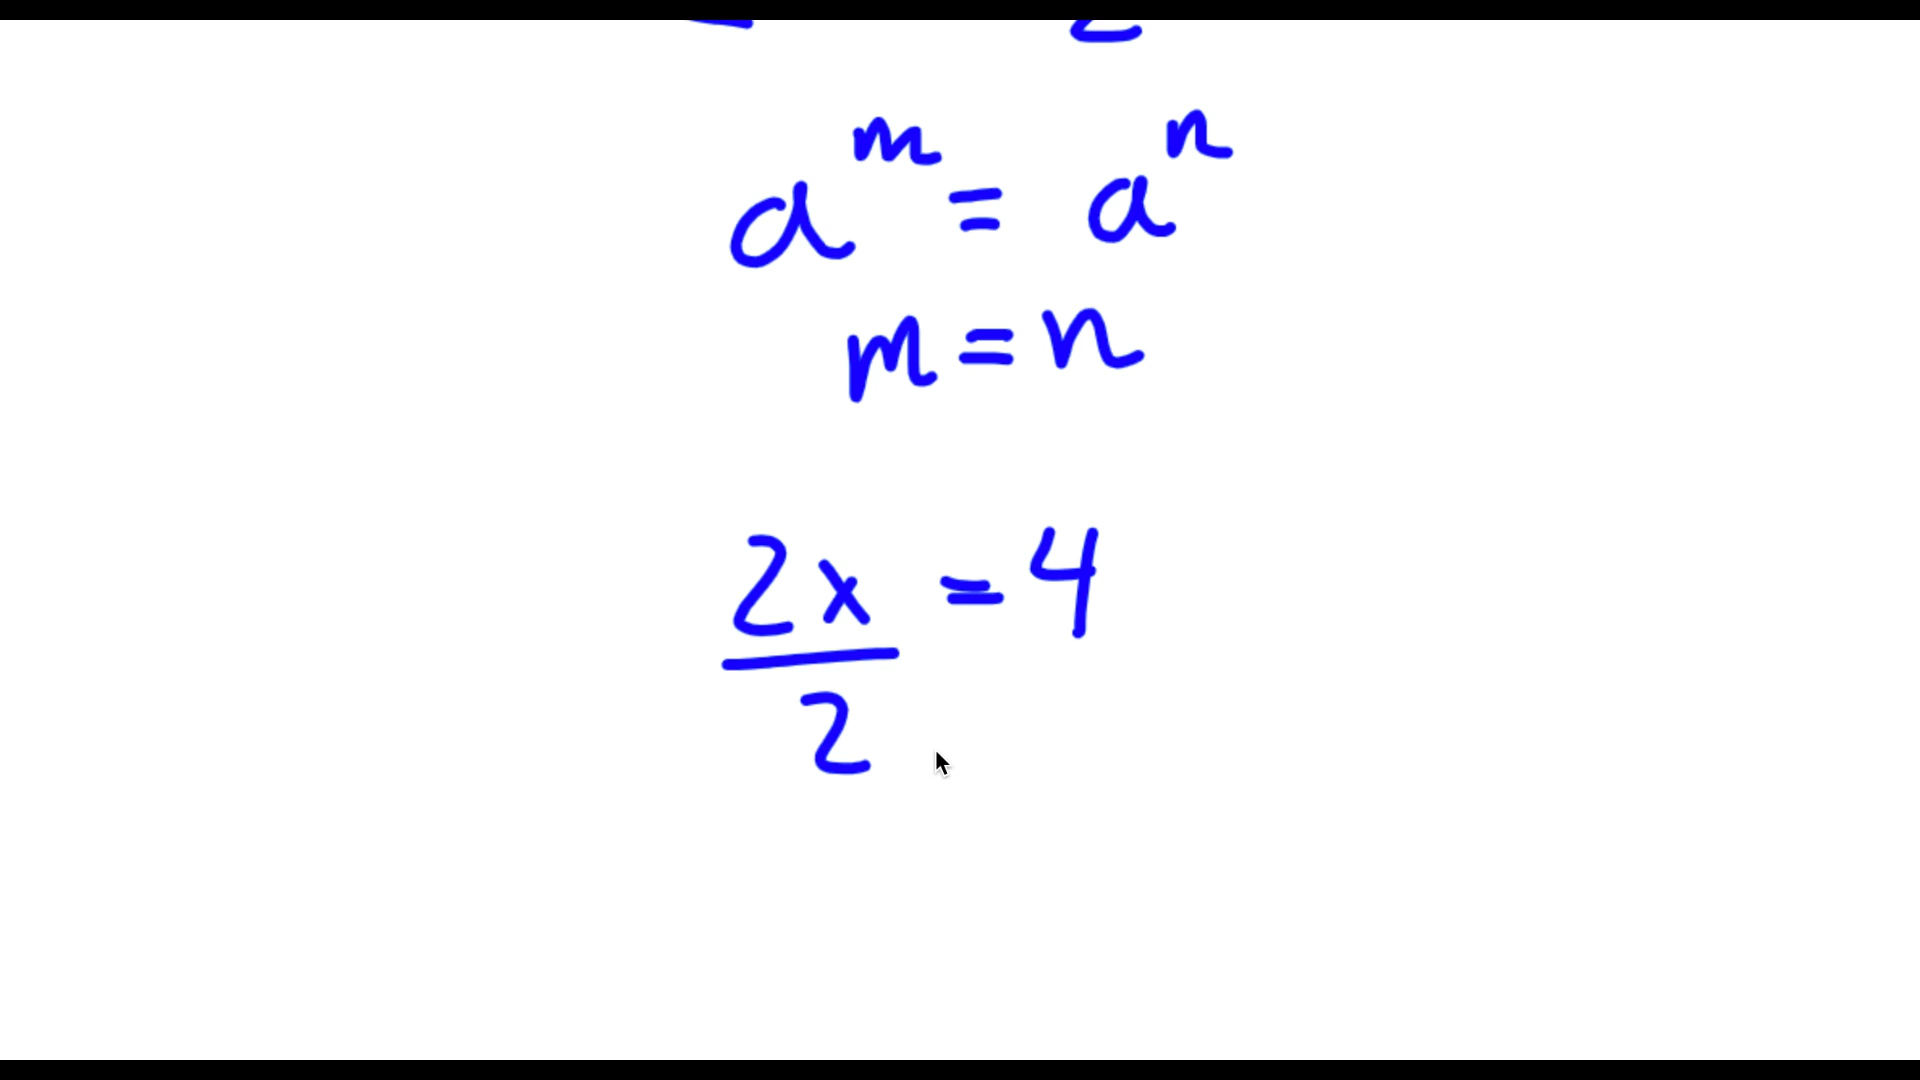 a^m = a^n
m = n
2x = 4
2